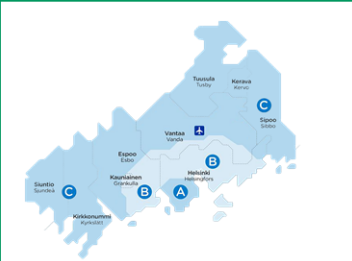 Tuusula
Tusby
Kerava
Kervo
C
Sipoo
Sibbo
Vantaa
Vanda
Espoo
Esbo
B
Helsinki
Helsingfors
Kauniainen
Grankulla
B
A
Siuntio
Sjundeå
C
Kirkkonummi
Kyrkslätt